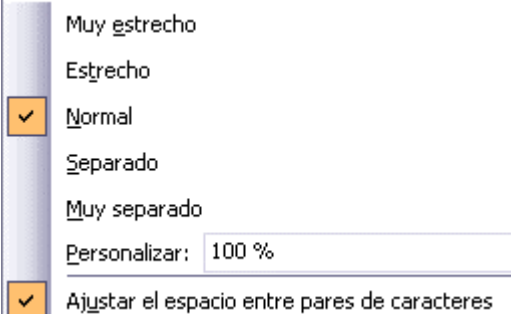 Muy estrecho
Estrecho
Normal
Separado
Muy separado
Personalizar: 100 %
Ajustar el espacio entre pares de caracteres